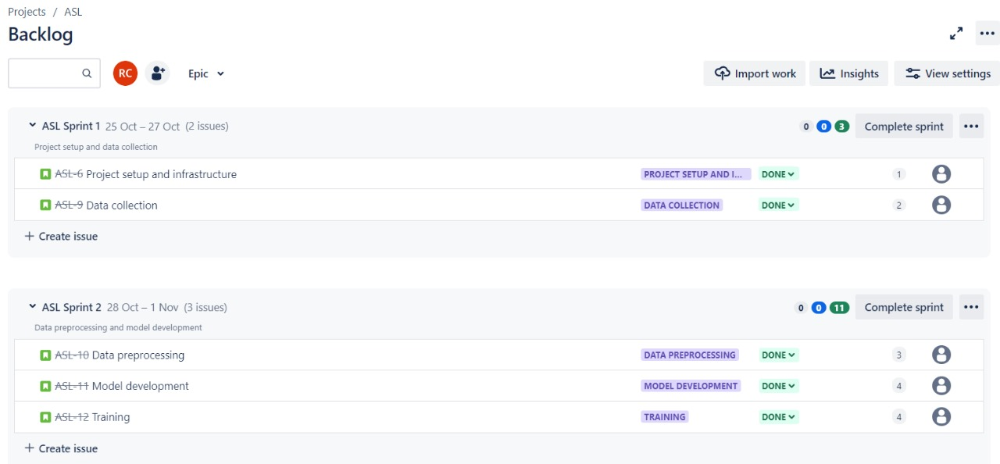 Projects / ASL
Backlog
RC Epic Import work Insights View settings
ASL Sprint 1 25 Oct – 27 Oct (2 issues) 0 0 3 Complete sprint
Project setup and data collection
ASL-6 Project setup and infrastructure PROJECT SETUP AND I... DONE 1
ASL-9 Data collection DATA COLLECTION DONE 2
+ Create issue
ASL Sprint 2 28 Oct – 1 Nov (3 issues) 0 0 11 Complete sprint
Data preprocessing and model development
ASL-10 Data preprocessing DATA PREPROCESSING DONE 3
ASL-11 Model development MODEL DEVELOPMENT DONE 4
ASL-12 Training TRAINING DONE 4
+ Create issue